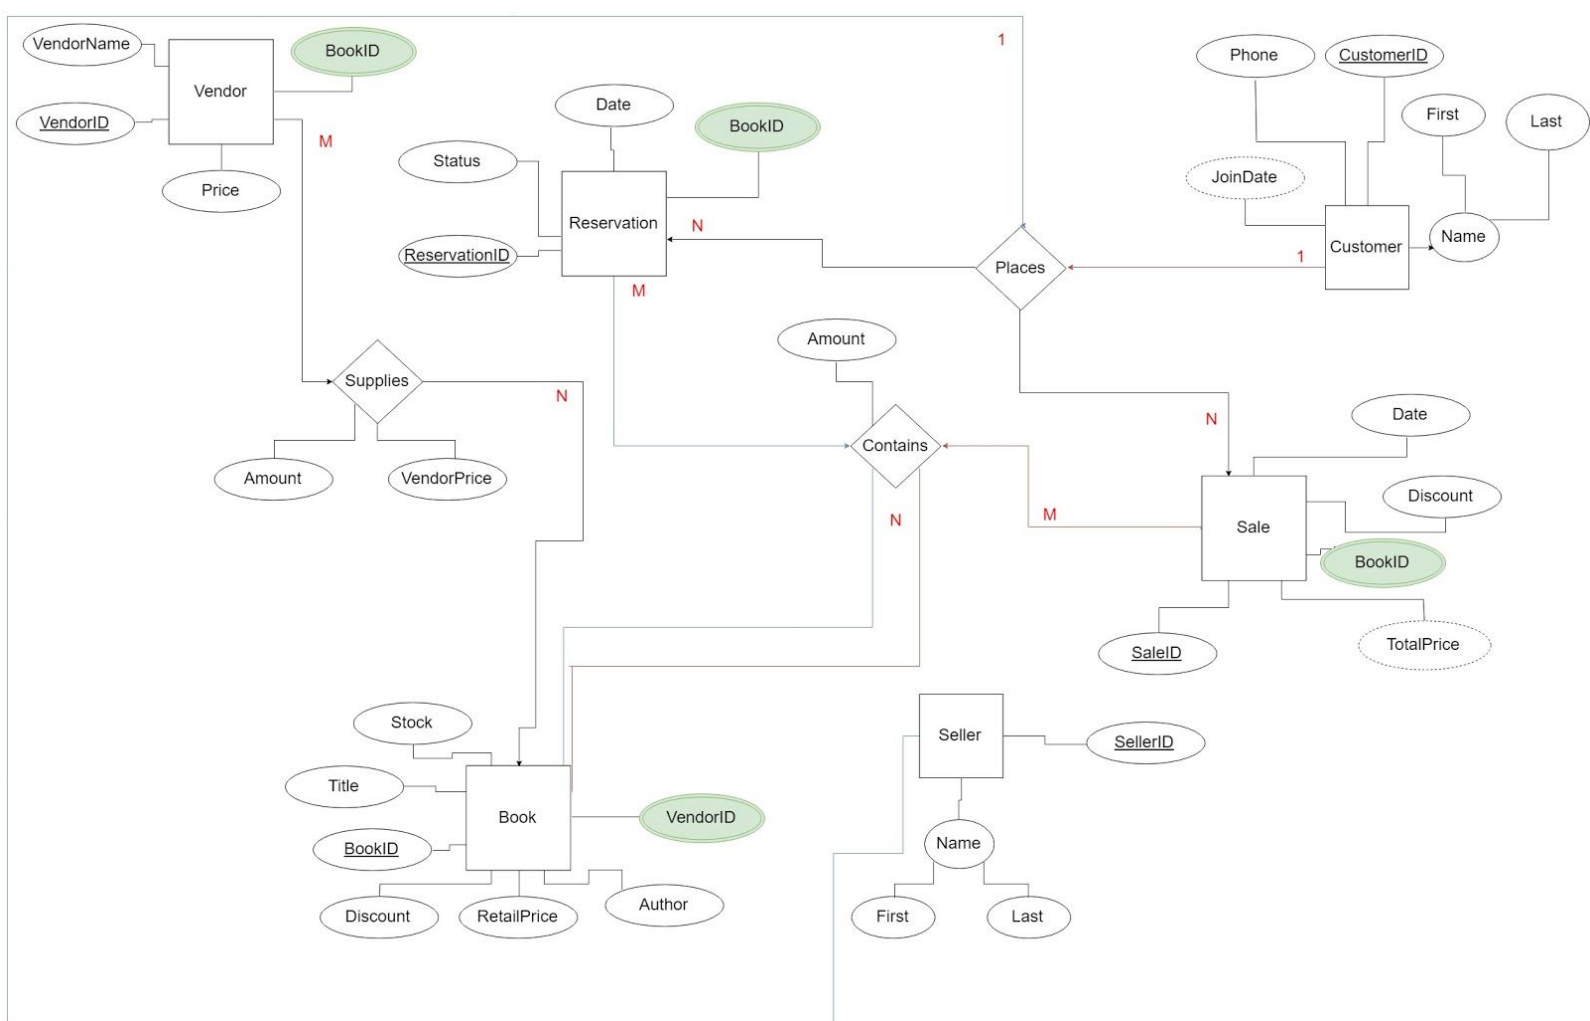 VendorName
BookID
Vendor
VendorID
M
Price
Date
BookID
Status
Reservation
ReservationID
N
M
1
Phone
CustomerID
First
Last
JoinDate
Name
Customer
1
Places
Supplies
N
Amount
VendorPrice
Amount
Contains
N
M
N
Date
Discount
Sale
BookID
SaleID
TotalPrice
Stock
Title
Book
VendorID
BookID
Discount
RetailPrice
Author
Seller
SellerID
Name
First
Last